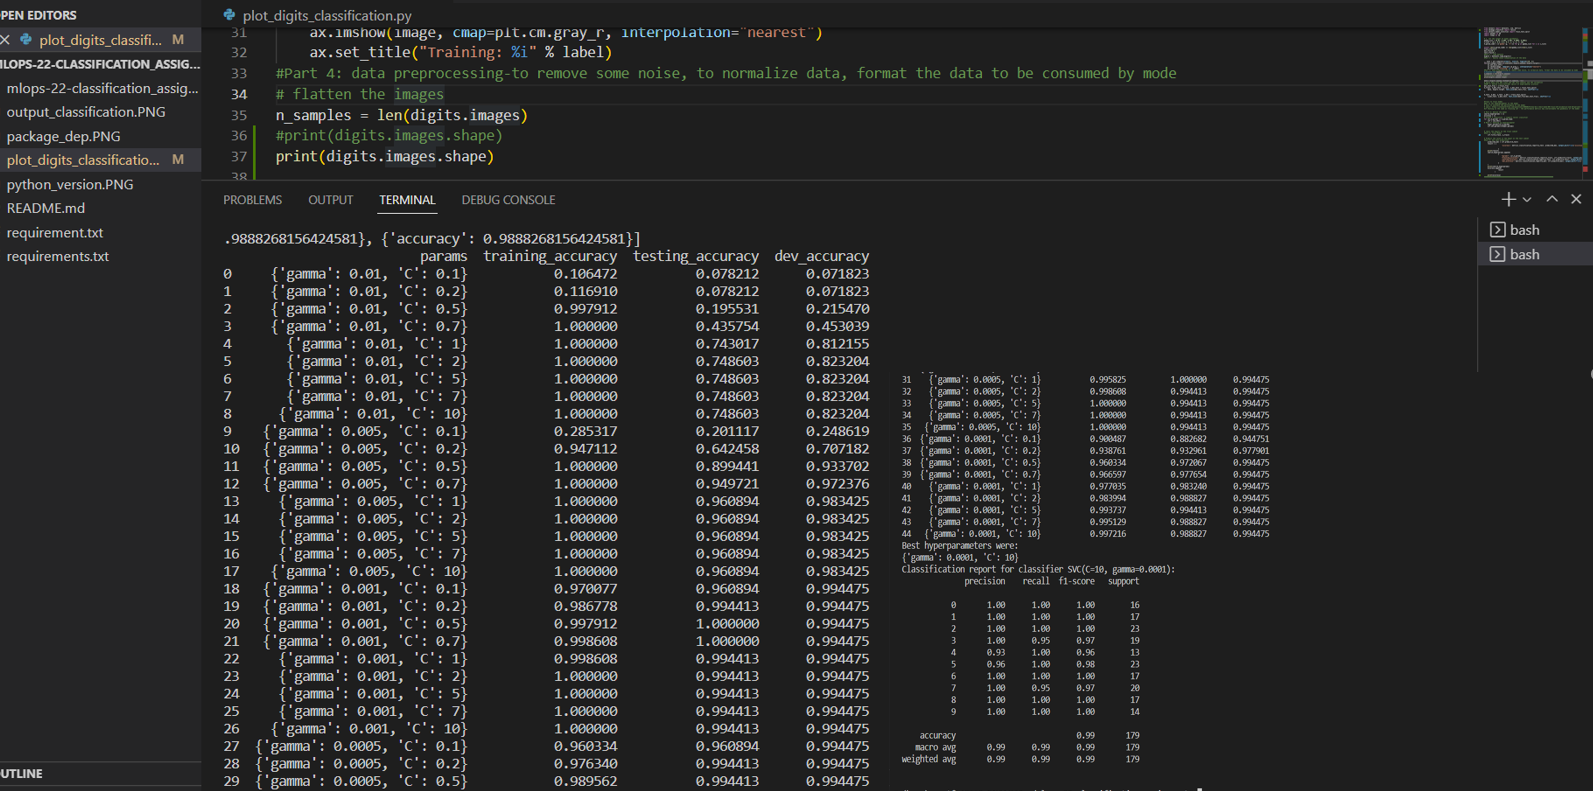 PEN EDITORS
plot_digits_classifi... M
MLOPS-22-CLASSIFICATION_ASSIG...
mlops-22-classification_assig...
output_classification.PNG
package_dep.PNG
plot_digits_classificatio... M
python_version.PNG
README.md
requirement.txt
requirements.txt
UTLINE
plot_digits_classification.py
31 ax.imshow(image, cmap=plt.cm.gray_r, interpolation="nearest")
32 ax.set_title("Training: %i" % label)
33 #Part 4: data preprocessing-to remove some noise, to normalize data, format the data to be consumed by mode
34 # flatten the images
35 n_samples = len(digits.images)
36 #print(digits.images.shape)
37 print(digits.images.shape)
38
PROBLEMS OUTPUT TERMINAL DEBUG CONSOLE
bash
bash
.9888268156424581}, {'accuracy': 0.9888268156424581}]
params training_accuracy testing_accuracy dev_accuracy
0 {'gamma': 0.01, 'C': 0.1} 0.106472 0.078212 0.071823
1 {'gamma': 0.01, 'C': 0.2} 0.116910 0.078212 0.071823
2 {'gamma': 0.01, 'C': 0.5} 0.997912 0.195531 0.215470
3 {'gamma': 0.01, 'C': 0.7} 1.000000 0.435754 0.453039
4 {'gamma': 0.01, 'C': 1} 1.000000 0.743017 0.812155
5 {'gamma': 0.01, 'C': 2} 1.000000 0.748603 0.823204
6 {'gamma': 0.01, 'C': 5} 1.000000 0.748603 0.823204
7 {'gamma': 0.01, 'C': 7} 1.000000 0.748603 0.823204
8 {'gamma': 0.01, 'C': 10} 1.000000 0.748603 0.823204
9 {'gamma': 0.005, 'C': 0.1} 0.285317 0.201117 0.248619
10 {'gamma': 0.005, 'C': 0.2} 0.947112 0.642458 0.707182
11 {'gamma': 0.005, 'C': 0.5} 1.000000 0.899441 0.933702
12 {'gamma': 0.005, 'C': 0.7} 1.000000 0.949721 0.972376
13 {'gamma': 0.005, 'C': 1} 1.000000 0.960894 0.983425
14 {'gamma': 0.005, 'C': 2} 1.000000 0.960894 0.983425
15 {'gamma': 0.005, 'C': 5} 1.000000 0.960894 0.983425
16 {'gamma': 0.005, 'C': 7} 1.000000 0.960894 0.983425
17 {'gamma': 0.005, 'C': 10} 1.000000 0.960894 0.983425
18 {'gamma': 0.001, 'C': 0.1} 0.970077 0.960894 0.994475
19 {'gamma': 0.001, 'C': 0.2} 0.986778 0.994413 0.994475
20 {'gamma': 0.001, 'C': 0.5} 0.997912 1.000000 0.994475
21 {'gamma': 0.001, 'C': 0.7} 0.998608 1.000000 0.994475
22 {'gamma': 0.001, 'C': 1} 0.998608 0.994413 0.994475
23 {'gamma': 0.001, 'C': 2} 1.000000 0.994413 0.994475
24 {'gamma': 0.001, 'C': 5} 1.000000 0.994413 0.994475
25 {'gamma': 0.001, 'C': 7} 1.000000 0.994413 0.994475
26 {'gamma': 0.001, 'C': 10} 1.000000 0.994413 0.994475
27 {'gamma': 0.0005, 'C': 0.1} 0.960334 0.960894 0.994475
28 {'gamma': 0.0005, 'C': 0.2} 0.976340 0.994413 0.994475
29 {'gamma': 0.0005, 'C': 0.5} 0.989562 0.994413 0.994475
31 {'gamma': 0.0005, 'C': 1} 0.995825 1.000000 0.994475
32 {'gamma': 0.0005, 'C': 2} 0.998608 0.994413 0.994475
33 {'gamma': 0.0005, 'C': 5} 1.000000 0.994413 0.994475
34 {'gamma': 0.0005, 'C': 7} 1.000000 0.994413 0.994475
35 {'gamma': 0.0005, 'C': 10} 1.000000 0.994413 0.994475
36 {'gamma': 0.0001, 'C': 0.1} 0.900487 0.882682 0.944751
37 {'gamma': 0.0001, 'C': 0.2} 0.938761 0.932961 0.977901
38 {'gamma': 0.0001, 'C': 0.5} 0.960334 0.972067 0.994475
39 {'gamma': 0.0001, 'C': 0.7} 0.966597 0.977654 0.994475
40 {'gamma': 0.0001, 'C': 1} 0.977035 0.983240 0.994475
41 {'gamma': 0.0001, 'C': 2} 0.983994 0.988827 0.994475
42 {'gamma': 0.0001, 'C': 5} 0.993737 0.994413 0.994475
43 {'gamma': 0.0001, 'C': 7} 0.995129 0.988827 0.994475
44 {'gamma': 0.0001, 'C': 10} 0.997216 0.988827 0.994475
Best hyperparameters were:
{'gamma': 0.0001, 'C': 10}
Classification report for classifier SVC(C=10, gamma=0.0001):
precision recall f1-score support
0 1.00 1.00 1.00 16
1 1.00 1.00 1.00 17
2 1.00 1.00 1.00 23
3 1.00 0.95 0.97 19
4 0.93 1.00 0.96 13
5 0.96 1.00 0.98 23
6 1.00 1.00 1.00 17
7 1.00 0.95 0.97 20
8 1.00 1.00 1.00 17
9 1.00 1.00 1.00 14
accuracy 0.99 179
macro avg 0.99 0.99 0.99 179
weighted avg 0.99 0.99 0.99 179